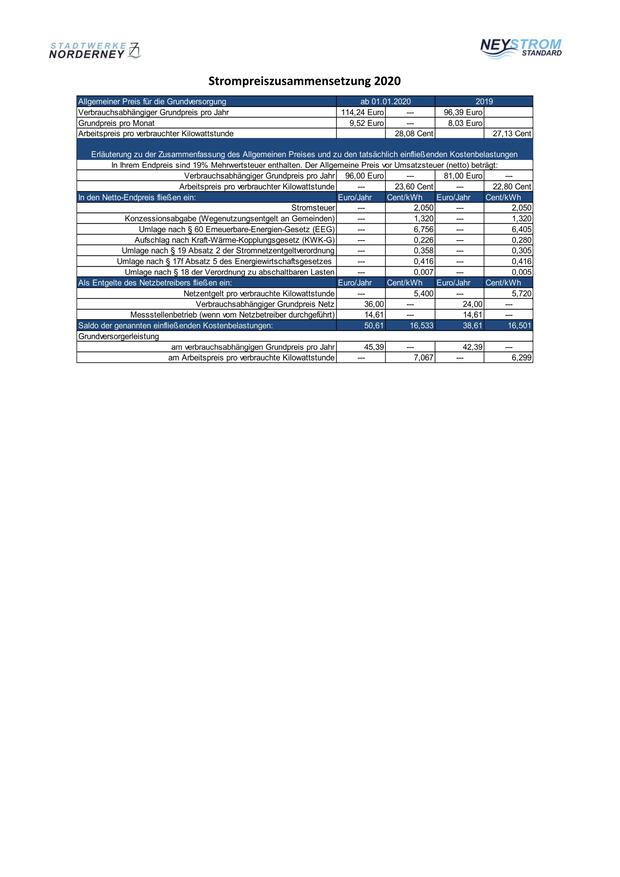 STADTWERKE
NORDERNEY
NEYSTROM
STANDARD
Strompreiszusammensetzung 2020
Allgemeiner Preis für die Grundversorgung ab 01.01.2020 2019
Verbrauchsabhängiger Grundpreis pro Jahr 114,24 Euro --- 96,39 Euro
Grundpreis pro Monat 9,52 Euro --- 8,03 Euro
Arbeitspreis pro verbrauchter Kilowattstunde 28,08 Cent 27,13 Cent
Erläuterung zu der Zusammenfassung des Allgemeinen Preises und zu den tatsächlich einfließenden Kostenbelastungen
In Ihrem Endpreis sind 19% Mehrwertsteuer enthalten. Der Allgemeine Preis vor Umsatzsteuer (netto) beträgt:
Verbrauchsabhängiger Grundpreis pro Jahr 96,00 Euro --- 81,00 Euro ---
Arbeitspreis pro verbrauchter Kilowattstunde --- 23,60 Cent --- 22,80 Cent
In den Netto-Endpreis fließen ein: Euro/Jahr Cent/kWh Euro/Jahr Cent/kWh
Stromsteuer --- 2,050 --- 2,050
Konzessionsabgabe (Wegenutzungsentgelt an Gemeinden) --- 1,320 --- 1,320
Umlage nach § 60 Erneuerbare-Energien-Gesetz (EEG) --- 6,756 --- 6,405
Aufschlag nach Kraft-Wärme-Kopplungsgesetz (KWK-G) --- 0,226 --- 0,280
Umlage nach § 19 Absatz 2 der Stromnetzentgeltverordnung --- 0,358 --- 0,305
Umlage nach § 17f Absatz 5 des Energiewirtschaftsgesetzes --- 0,416 --- 0,416
Umlage nach § 18 der Verordnung zu abschaltbaren Lasten --- 0,007 --- 0,005
Als Entgelte des Netzbetreibers fließen ein: Euro/Jahr Cent/kWh Euro/Jahr Cent/kWh
Netzentgelt pro verbrauchte Kilowattstunde --- 5,400 --- 5,720
Verbrauchsabhängiger Grundpreis Netz 36,00 --- 24,00 ---
Messstellenbetrieb (wenn vom Netzbetreiber durchgeführt) 14,61 --- 14,61 ---
Saldo der genannten einfließenden Kostenbelastungen: 50,61 16,533 38,61 16,501
Grundversorgerleistung
am verbrauchsabhängigen Grundpreis pro Jahr 45,39 --- 42,39 ---
am Arbeitspreis pro verbrauchte Kilowattstunde --- 7,067 --- 6,299